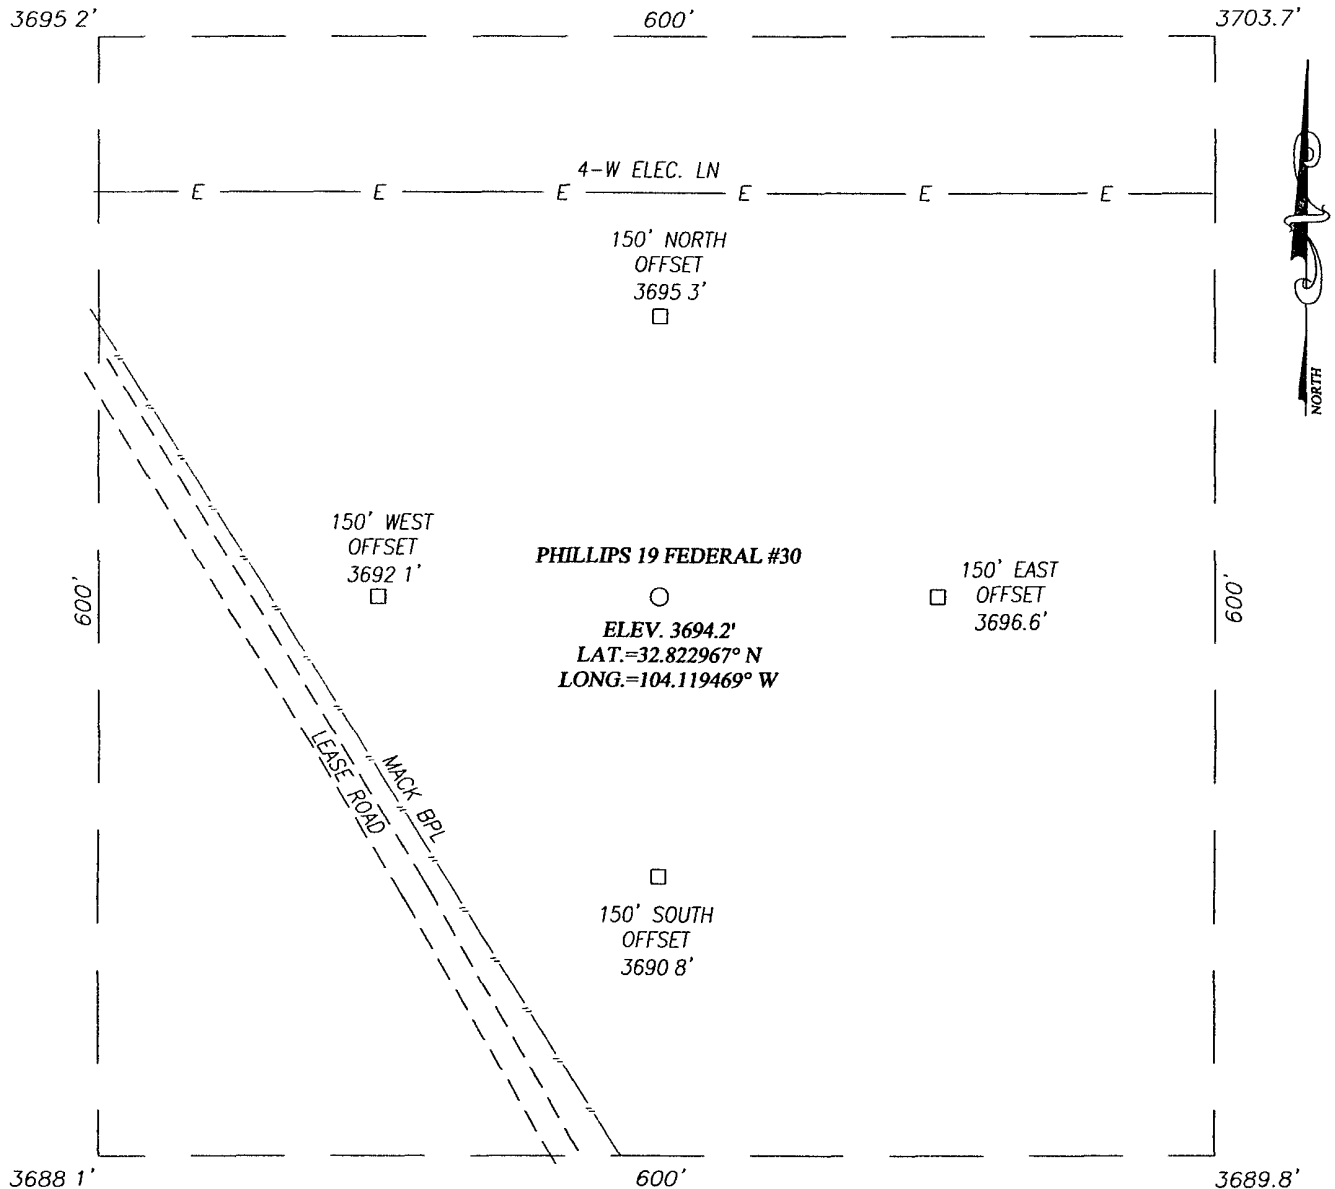 3695 2'
600'
3703.7'
4-W ELEC. LN
E E E E E E
150' NORTH
OFFSET
3695 3'
NORTH
150' WEST
OFFSET
3692 1'
PHILLIPS 19 FEDERAL #30
150' EAST
OFFSET
3696.6'
600'
600'
ELEV. 3694.2'
LAT.=32.822967° N
LONG.=104.119469° W
LEASE ROAD
MACK BPL
150' SOUTH
OFFSET
3690 8'
3688 1'
600'
3689.8'